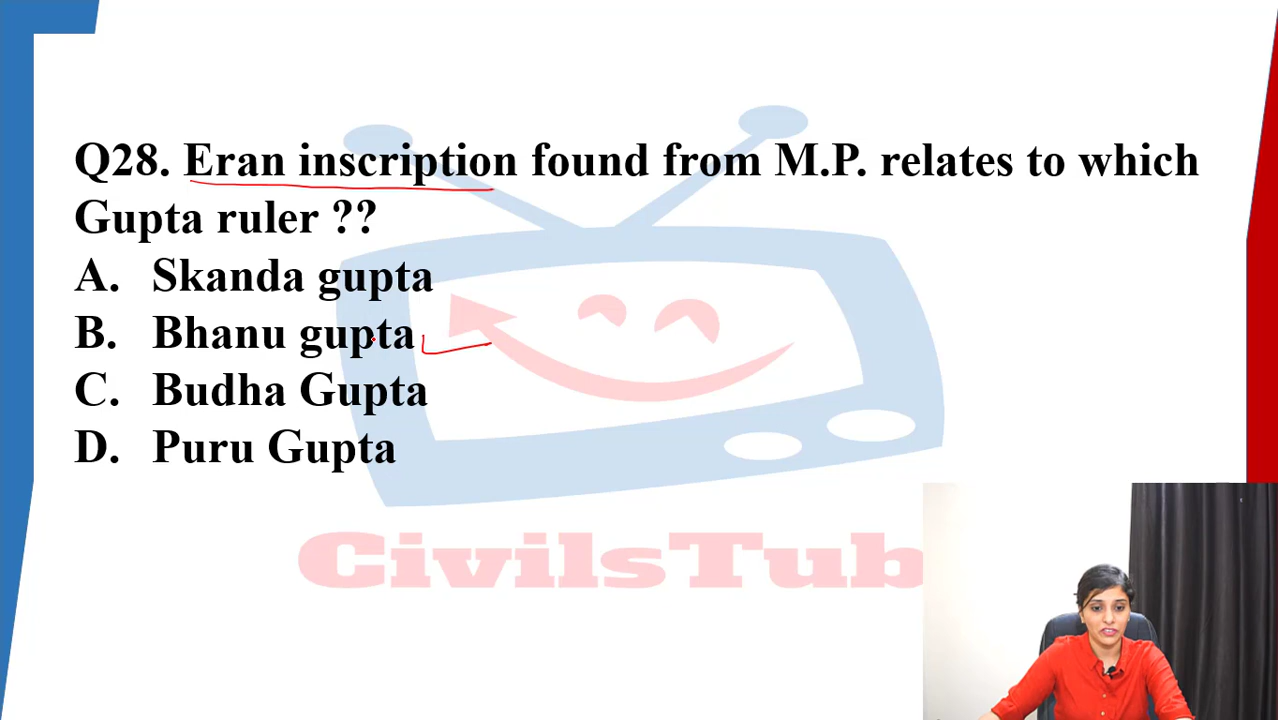 Q28. Eran inscription found from M.P. relates to which
Gupta ruler ??
A. Skanda gupta
B. Bhanu gupta
C. Budha Gupta
D. Puru Gupta
CivilsTub